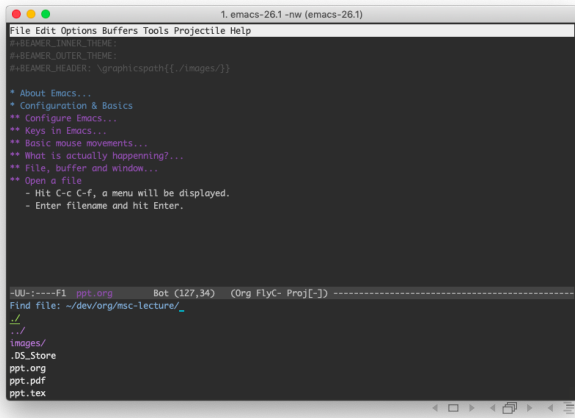 1. emacs-26.1 -nw (emacs-26.1)
File Edit Options Buffers Tools Projectile Help
#+BEAMER_INNER_THEME:
#+BEAMER_OUTER_THEME:
#+BEAMER_HEADER: \graphicspath{{./images/}}
* About Emacs...
* Configuration & Basics
** Configure Emacs...
** Keys in Emacs...
** Basic mouse movements...
** What is actually happenning?...
** File, buffer and window...
** Open a file
- Hit C-c C-f, a menu will be displayed.
- Enter filename and hit Enter.
-UU-:----F1 ppt.org Bot (127,34) (Org FlyC- Proj[-]) --------------------------------------------
Find file: ~/dev/org/msc-lecture/
./
../
images/
.DS_Store
ppt.org
ppt.pdf
ppt.tex